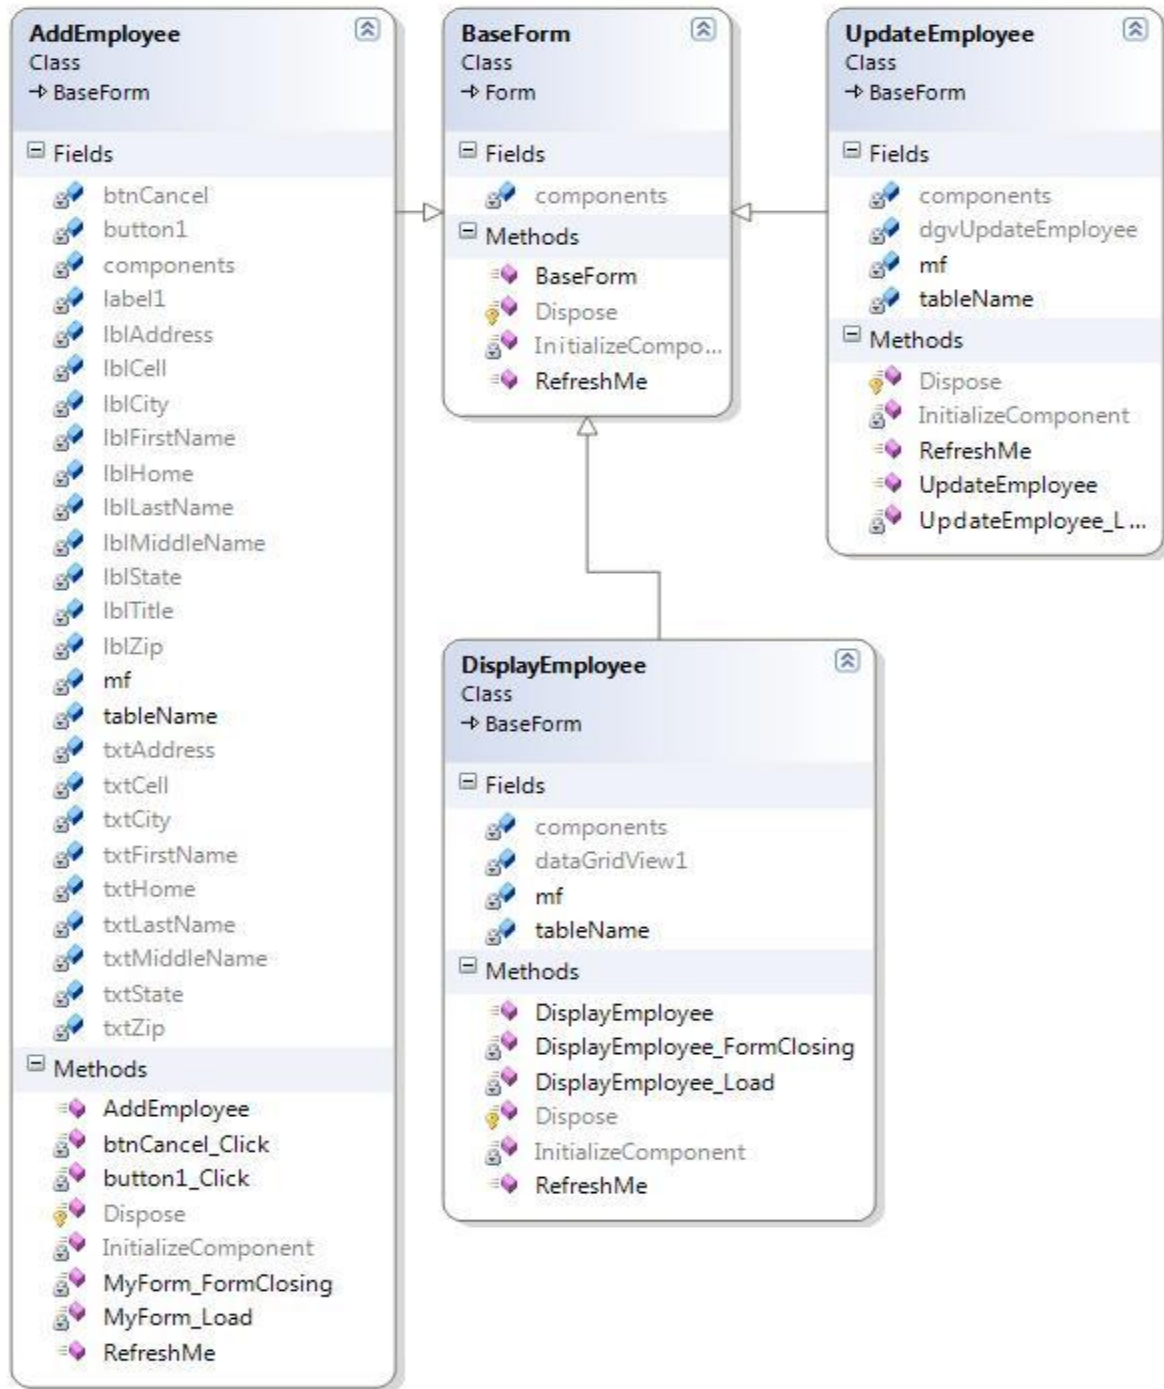 AddEmployee
Class
BaseForm
Fields
btnCancel
button1
components
label1
lblAddress
lblCell
lblCity
lblFirstName
lblHome
lblLastName
lblMiddleName
lblState
lblTitle
lblZip
mf
tableName
txtAddress
txtCell
txtCity
txtFirstName
txtHome
txtLastName
txtMiddleName
txtState
txtZip
Methods
AddEmployee
btnCancel_Click
button1_Click
Dispose
InitializeComponent
MyForm_FormClosing
MyForm_Load
RefreshMe
BaseForm
Class
Form
Fields
components
Methods
BaseForm
Dispose
InitializeCompo...
RefreshMe
UpdateEmployee
Class
BaseForm
Fields
components
dgvUpdateEmployee
mf
tableName
Methods
Dispose
InitializeComponent
RefreshMe
UpdateEmployee
UpdateEmployee_L...
DisplayEmployee
Class
BaseForm
Fields
components
dataGridView1
mf
tableName
Methods
DisplayEmployee
DisplayEmployee_FormClosing
DisplayEmployee_Load
Dispose
InitializeComponent
RefreshMe